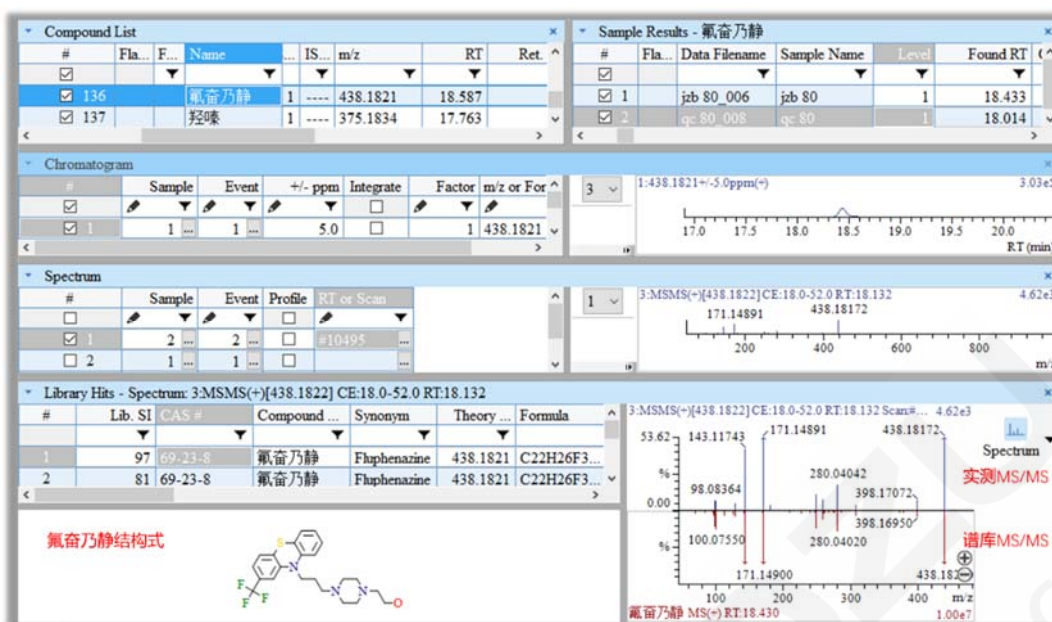 Compound List
# Fla... F... Name ... IS... m/z RT Ret.
136 氟奋乃静 1 ---- 438.1821 18.587
137 羟嗪 1 ---- 375.1834 17.763
Sample Results - 氟奋乃静
# Fla... Data Filename Sample Name Level Found RT
1 jzb 80_006 jzb 80 1 18.433
2 qc 80_008 qc 80 1 18.014
Chromatogram
# Sample Event +/- ppm Integrate Factor m/z or For
1 1 ... 1 ... 5.0 1 438.1821
3
1:438.1821+/-5.0ppm(+) 3.03e5
17.0 17.5 18.0 18.5 19.0 19.5 20.0
RT (min)
Spectrum
# Sample Event Profile RT or Scan
1 2 ... 2 ... #10495 ...
2 1 ... 1 ... ...
1
3:MSMS(+)[438.1822] CE:18.0-52.0 RT:18.132
171.14891 438.18172
200 400 600 800
Library Hits - Spectrum: 3:MSMS(+)[438.1822] CE:18.0-52.0 RT:18.132
# Lib. SI CAS # Compound ... Synonym Theory ... Formula
1 97 69-23-8 氟奋乃静 Fluphenazine 438.1821 C22H26F3...
2 81 69-23-8 氟奋乃静 Fluphenazine 438.1821 C22H26F3...
氟奋乃静结构式
S
N
F
F
F
N
N
O
3:MSMS(+)[438.1822] CE:18.0-52.0 RT:18.132 Scan#... 4.62e3
53.62 143.11743 171.14891 438.18172
% 98.08364 280.04042 398.17072
0.00
398.16950
% 100.07550 280.04020
171.14900 438.182
100 200 300 400 m/z
氟奋乃静 MS(+) RT:18.430 1.00e7
Spectrum
实测MS/MS
谱库MS/MS